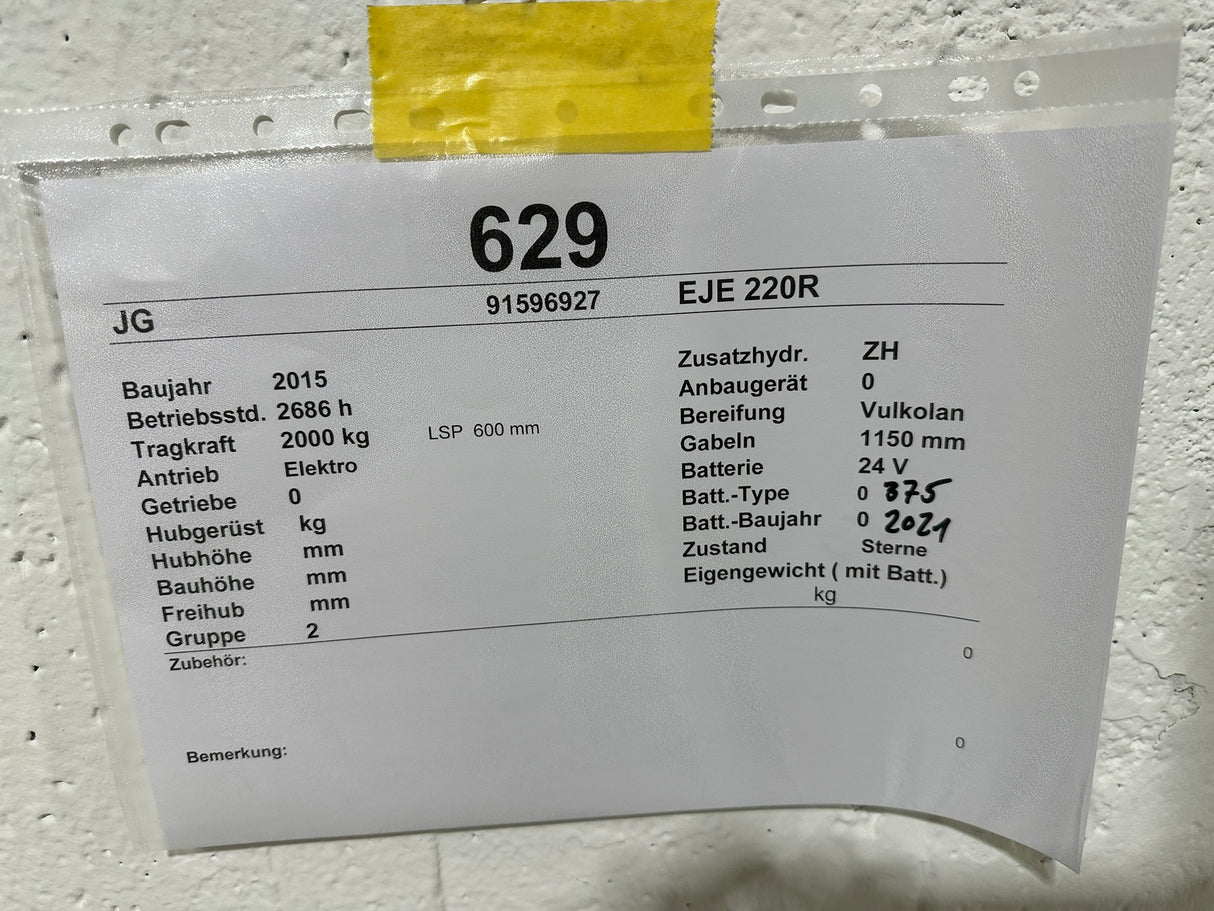 629
JG 91596927 EJE 220R
Baujahr 2015
Betriebsstd. 2686 h
Tragkraft 2000 kg LSP 600 mm
Antrieb Elektro
Getriebe 0
Hubgerüst kg
Hubhöhe mm
Bauhöhe mm
Freihub mm
Gruppe 2
Zusatzhydr. ZH
Anbaugerät 0
Bereifung Vulkolan
Gabeln 1150 mm
Batterie 24 V
Batt.-Type 0 375
Batt.-Baujahr 0 2021
Zustand Sterne
Eigengewicht ( mit Batt.)
kg
Zubehör: 0
Bemerkung: 0